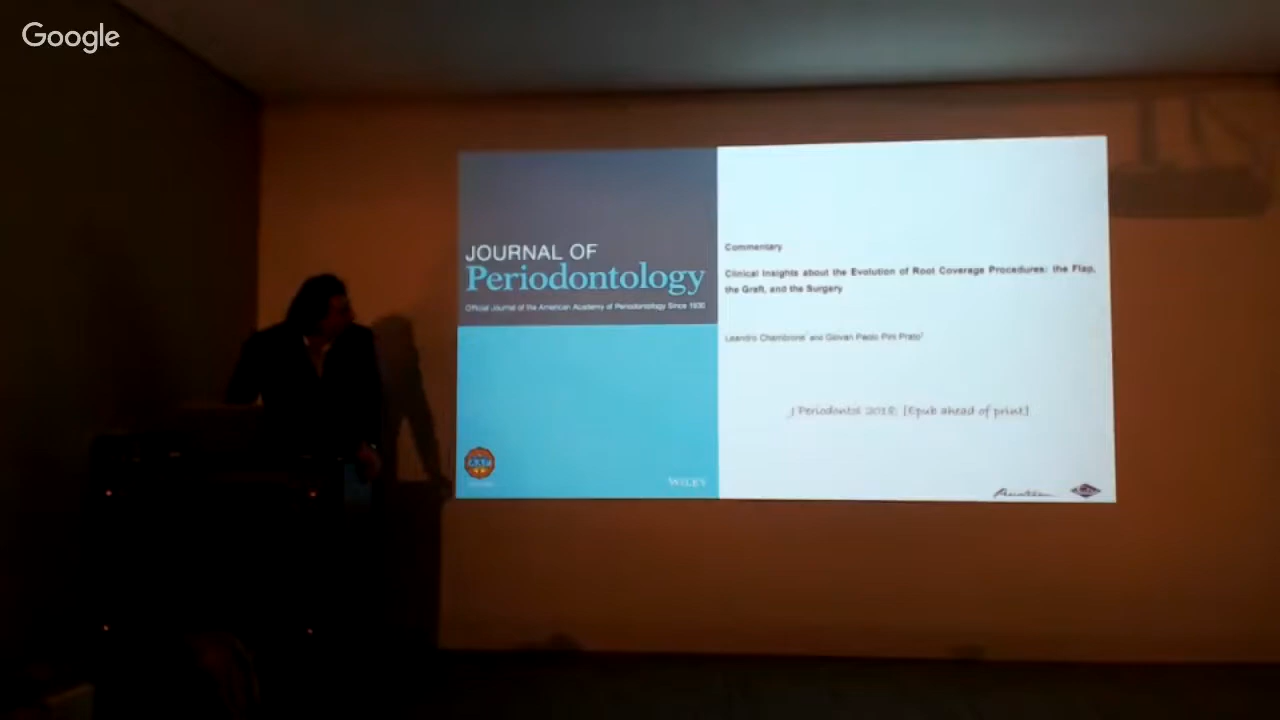 Google
JOURNAL OF
Periodontology
Official Journal of the American Academy of Periodontology Since 1930
AAP
WILEY
Commentary
Clinical Insights about the Evolution of Root Coverage Procedures: the Flap,
the Graft, and the Surgery
Leandro Chambrone and Giovan Paolo Pini Prato
J Periodontol 2018; [Epub ahead of print]